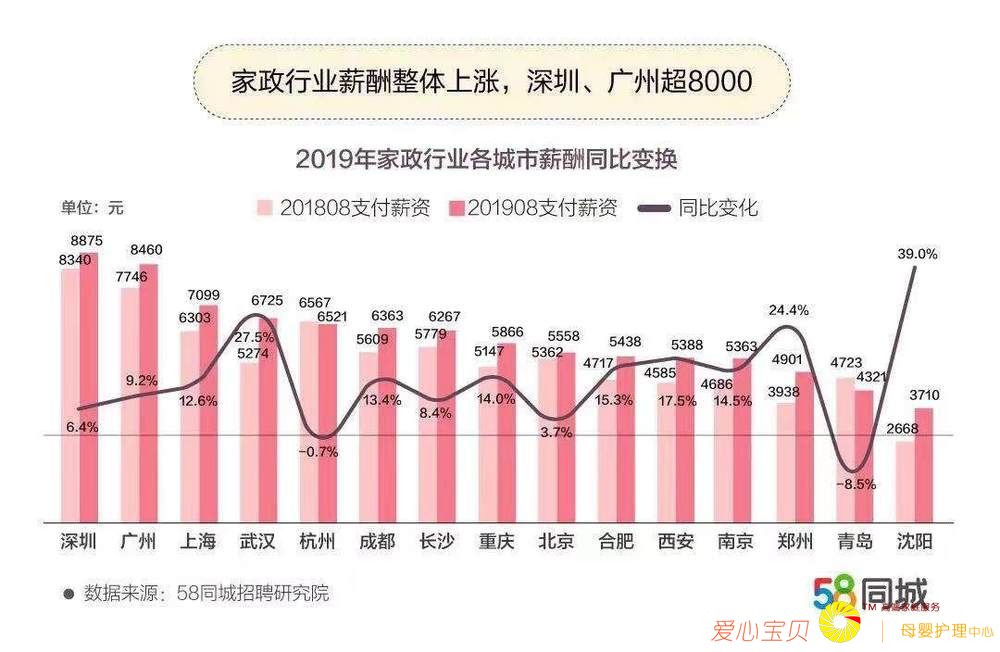 家政行业薪酬整体上涨，深圳、广州超8000
2019年家政行业各城市薪酬同比变换
单位：元
201808支付薪资 201908支付薪资 同比变化
8340 8875 7746 8460 6303 7099 5274 6725 6567 6521 5609 6363 5779 6267 5147 5866 5362 5558 4717 5438 4585 5388 4686 5363 3938 4901 4723 4321 2668 3710
6.4% 9.2% 12.6% 27.5% −0.7% 13.4% 8.4% 14.0% 3.7% 15.3% 17.5% 14.5% 24.4% −8.5% 39.0%
深圳 广州 上海 武汉 杭州 成都 长沙 重庆 北京 合肥 西安 南京 郑州 青岛 沈阳
● 数据来源：58同城招聘研究院
58同城
爱心宝贝 TM
母婴护理中心